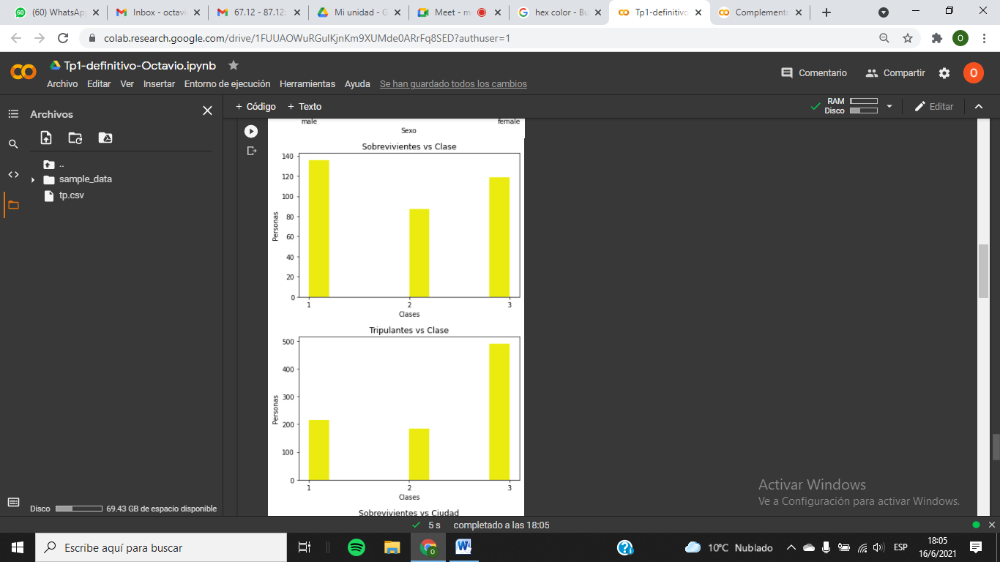 (60) WhatsAp
Inbox - octavi
67.12 - 87.12
Mi unidad - G
Meet - m
hex color - Bu
Tp1-definitivo
Complemento
colab.research.google.com/drive/1FUUAOWuRGulKjnKm9XUMde0ARrFq8SED?authuser=1
O
Tp1-definitivo-Octavio.ipynb
Archivo Editar Ver Insertar Entorno de ejecución Herramientas Ayuda Se han guardado todos los cambios
Comentario
Compartir
O
Archivos
+ Código + Texto
RAM
Disco
Editar
..
sample_data
tp.csv
male female
Sexo
Sobrevivientes vs Clase
140
120
100
80
60
40
20
0
Personas
1 2 3
Clases
Tripulantes vs Clase
500
400
300
200
100
0
Personas
1 2 3
Clases
Sobrevivientes vs Ciudad
Activar Windows
Ve a Configuración para activar Windows.
Disco 69.43 GB de espacio disponible
5 s completado a las 18:05
Escribe aquí para buscar
10°C Nublado
ESP
18:05
16/6/2021